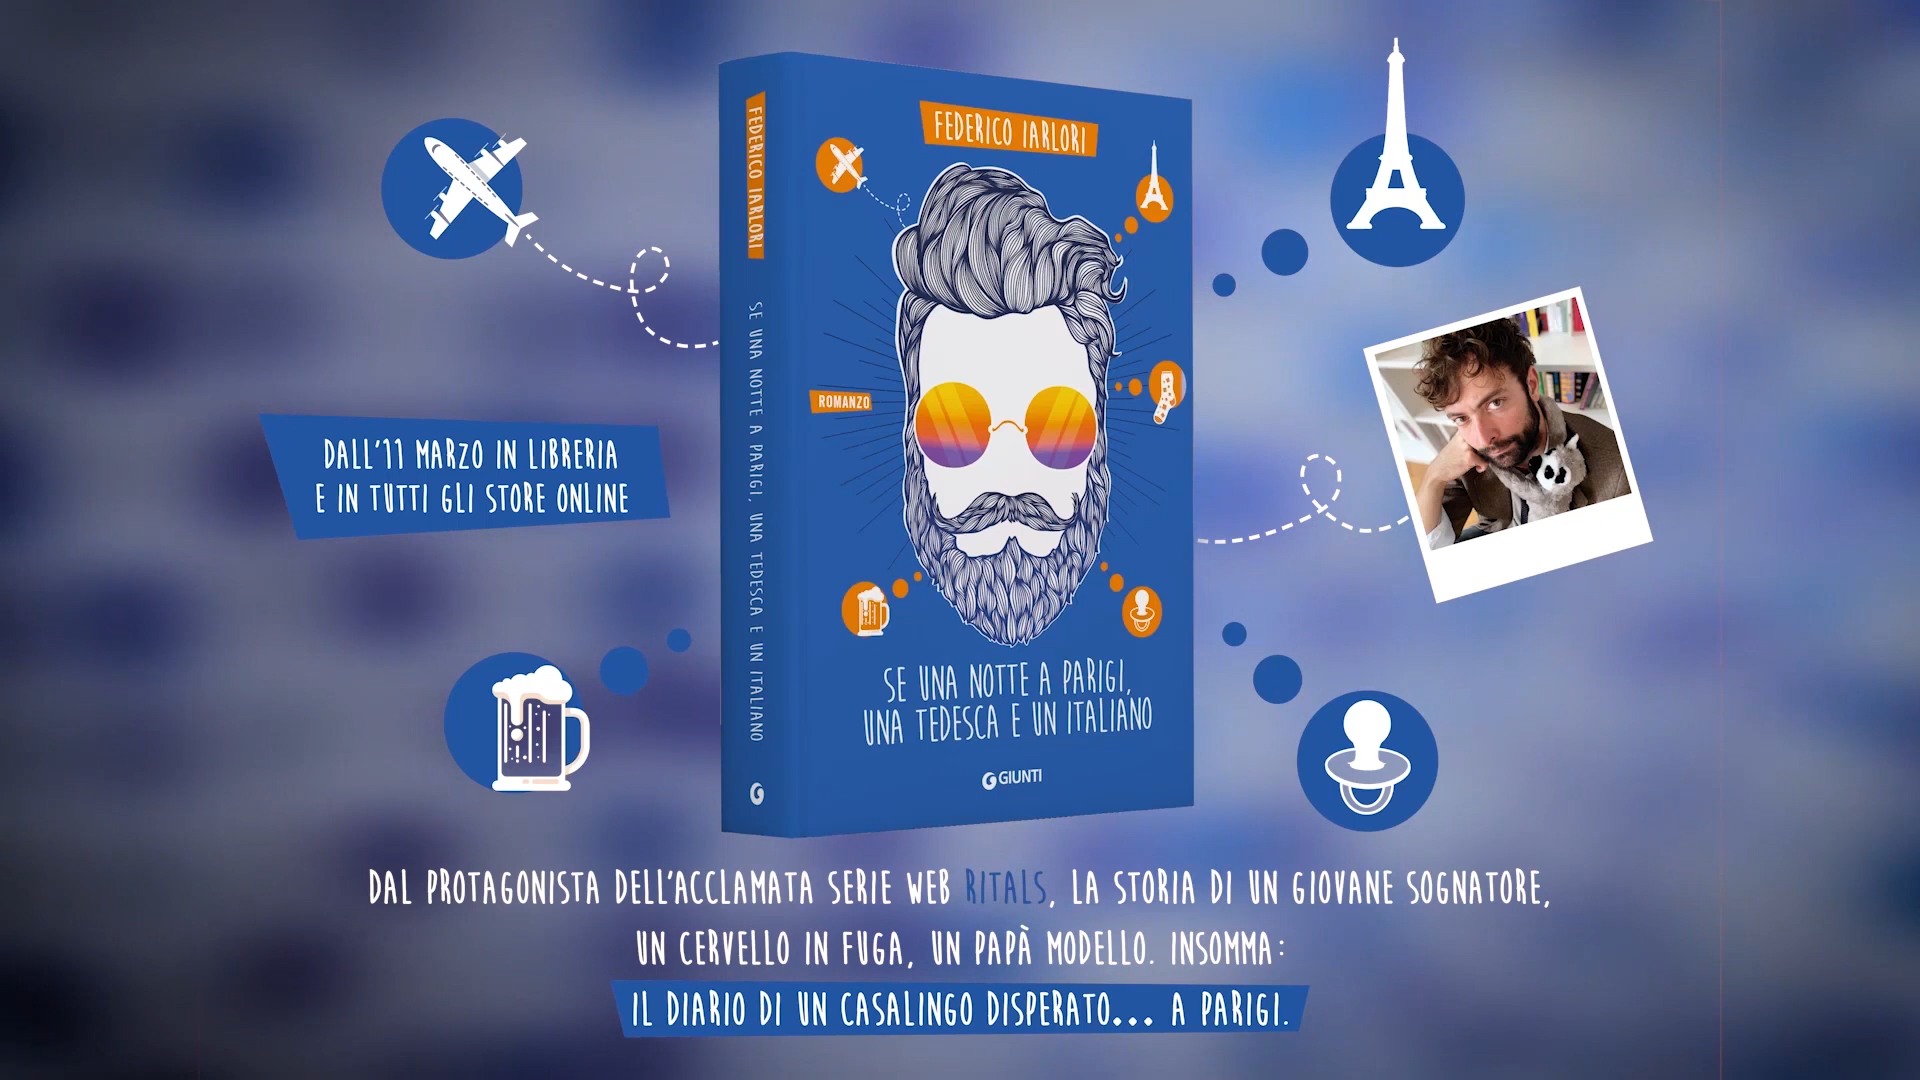 FEDERICO IARLORI
SE UNA NOTTE A PARIGI, UNA TEDESCA E UN ITALIANO
FEDERICO IARLORI
ROMANZO
SE UNA NOTTE A PARIGI,
UNA TEDESCA E UN ITALIANO
GIUNTI
DALL'11 MARZO IN LIBRERIA
E IN TUTTI GLI STORE ONLINE
DAL PROTAGONISTA DELL'ACCLAMATA SERIE WEB RITALS, LA STORIA DI UN GIOVANE SOGNATORE,
UN CERVELLO IN FUGA, UN PAPÀ MODELLO. INSOMMA:
IL DIARIO DI UN CASALINGO DISPERATO... A PARIGI.